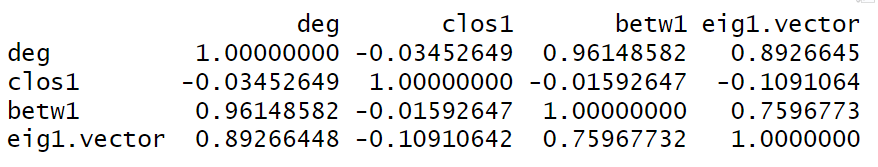 deg clos1 betw1 eig1.vector
deg 1.00000000 -0.03452649 0.96148582 0.8926645
clos1 -0.03452649 1.00000000 -0.01592647 -0.1091064
betw1 0.96148582 -0.01592647 1.00000000 0.7596773
eig1.vector 0.89266448 -0.10910642 0.75967732 1.0000000